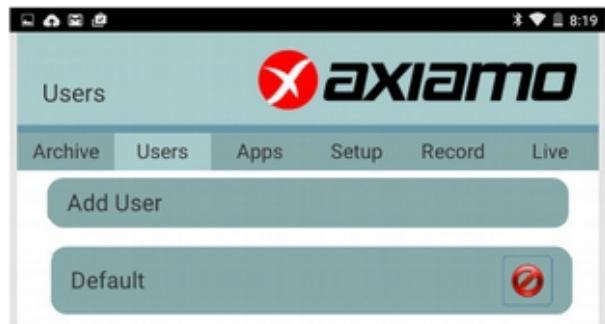 8:19
Users
axiamo
Archive Users Apps Setup Record Live
Add User
Default